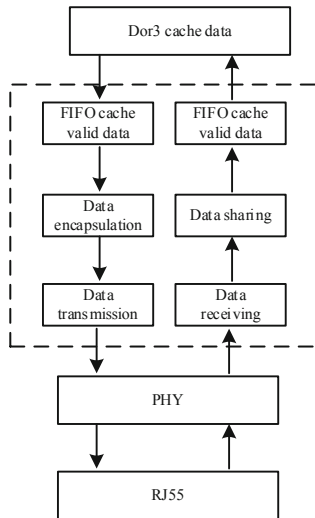 Dor3 cache data
FIFO cache
valid data
FIFO cache
valid data
Data
encapsulation
Data sharing
Data
transmission
Data
receiving
PHY
RJ55